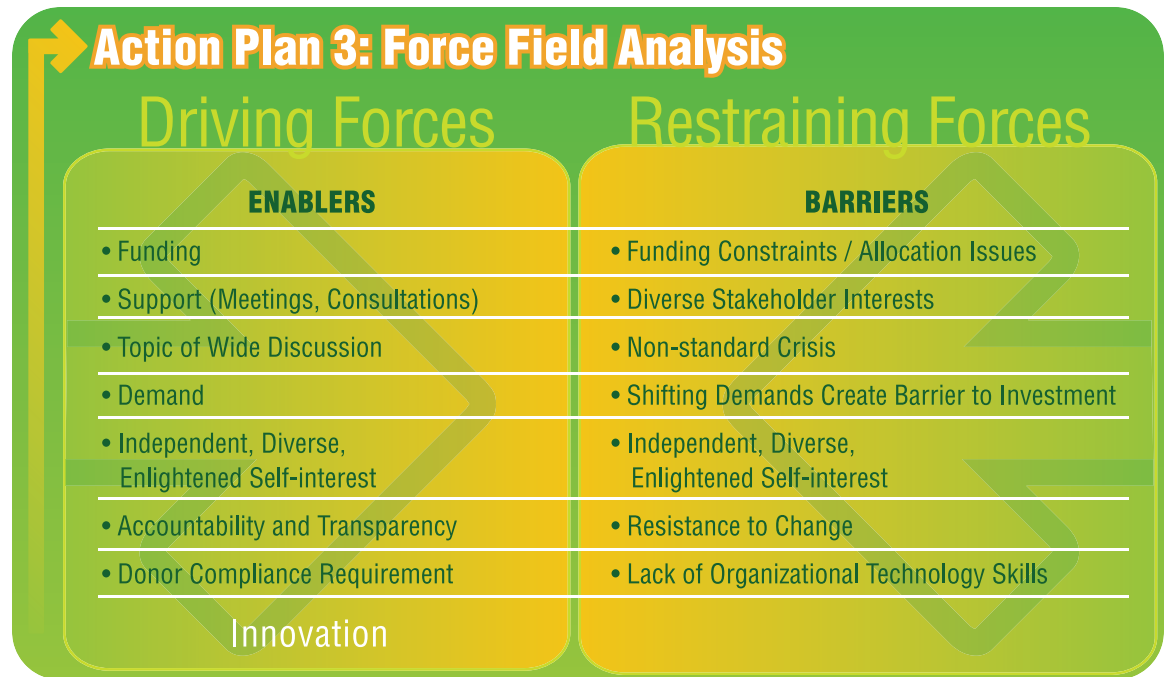 Action Plan 3: Force Field Analysis
Driving Forces
Restraining Forces
ENABLERS
BARRIERS
• Funding
• Funding Constraints / Allocation Issues
• Support (Meetings, Consultations)
• Diverse Stakeholder Interests
• Topic of Wide Discussion
• Non-standard Crisis
• Demand
• Shifting Demands Create Barrier to Investment
• Independent, Diverse,
Enlightened Self-interest
• Independent, Diverse,
Enlightened Self-interest
• Accountability and Transparency
• Resistance to Change
• Donor Compliance Requirement
• Lack of Organizational Technology Skills
Innovation